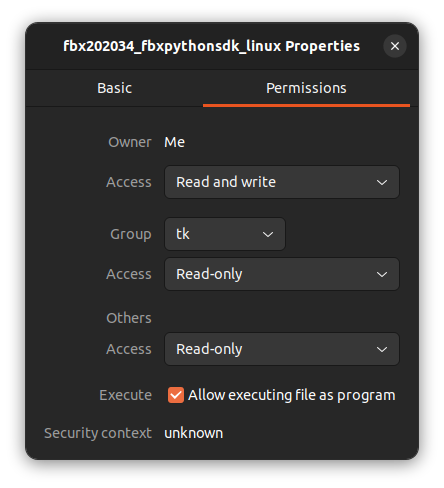 fbx202034_fbxpythonsdk_linux Properties
Basic Permissions
Owner Me
Access Read and write
Group tk
Access Read-only
Others
Access Read-only
Execute Allow executing file as program
Security context unknown